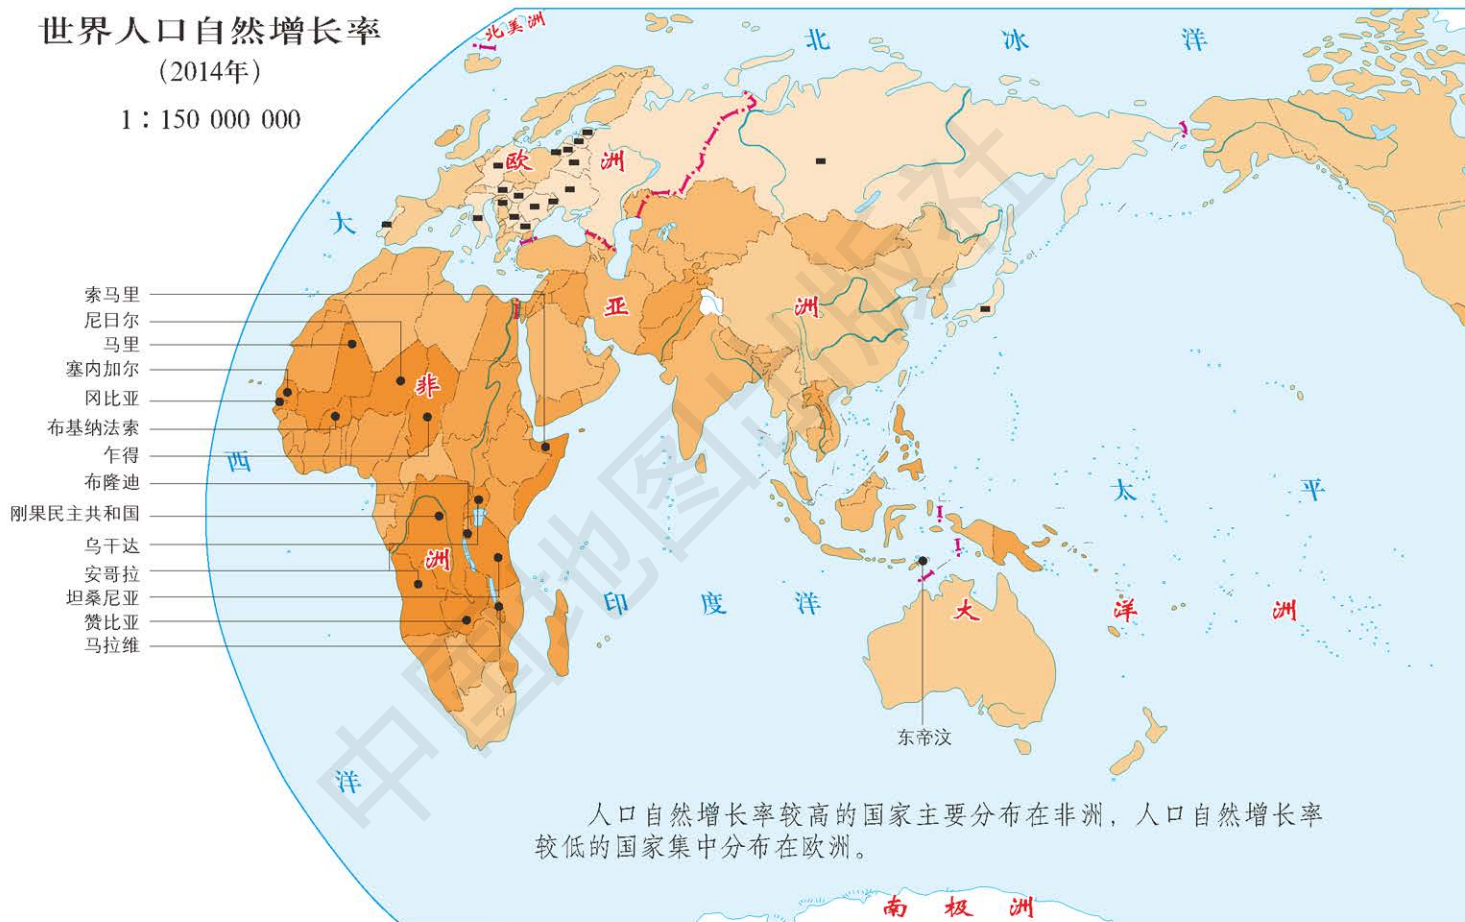 世界人口自然增长率
(2014年)
1∶150 000 000
北美洲
北 冰 洋
欧 洲
大
西
洋
亚 洲
非
洲
索马里
尼日尔
马里
塞内加尔
冈比亚
布基纳法索
乍得
布隆迪
刚果民主共和国
乌干达
安哥拉
坦桑尼亚
赞比亚
马拉维
太 平
印 度 洋
大 洋 洲
东帝汶
人口自然增长率较高的国家主要分布在非洲，人口自然增长率
较低的国家集中分布在欧洲。
南 极 洲
中国地图出版社